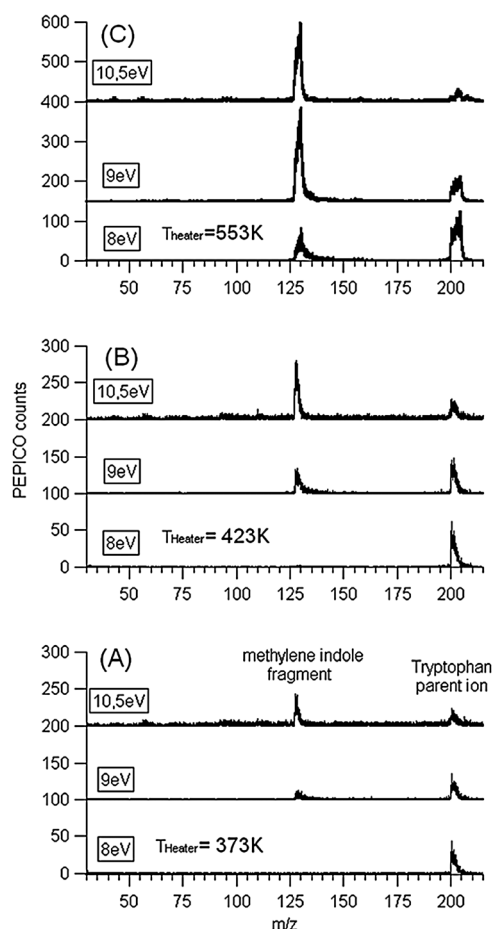 (C)
600
500
10,5eV
400
300
9eV
200
100
8eV
THeater=553K
0
50 75 100 125 150 175 200
(B)
300
10,5eV
200
150
9eV
100
50
8eV
THeater= 423K
0
50 75 100 125 150 175 200
PEPICO counts
(A)
methylene indole
fragment
Tryptophan
parent ion
300
10,5eV
200
150
9eV
100
50
8eV
THeater= 373K
0
50 75 100 125 150 175 200
m/z